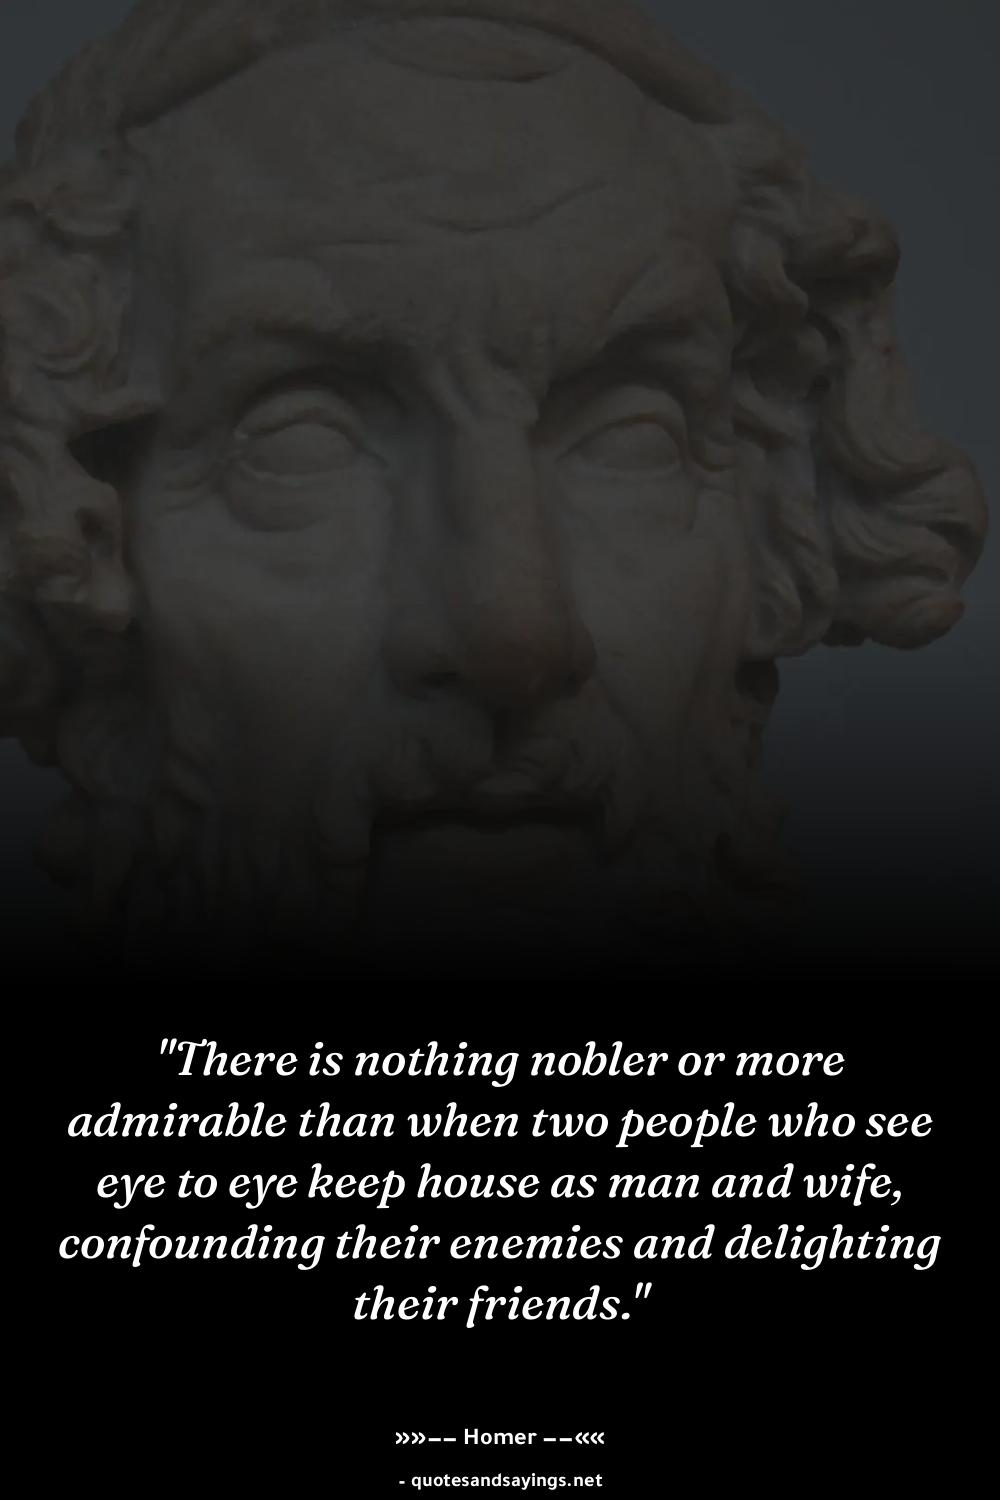 "There is nothing nobler or more
admirable than when two people who see
eye to eye keep house as man and wife,
confounding their enemies and delighting
their friends."
»»—— Homer ——««
- quotesandsayings.net